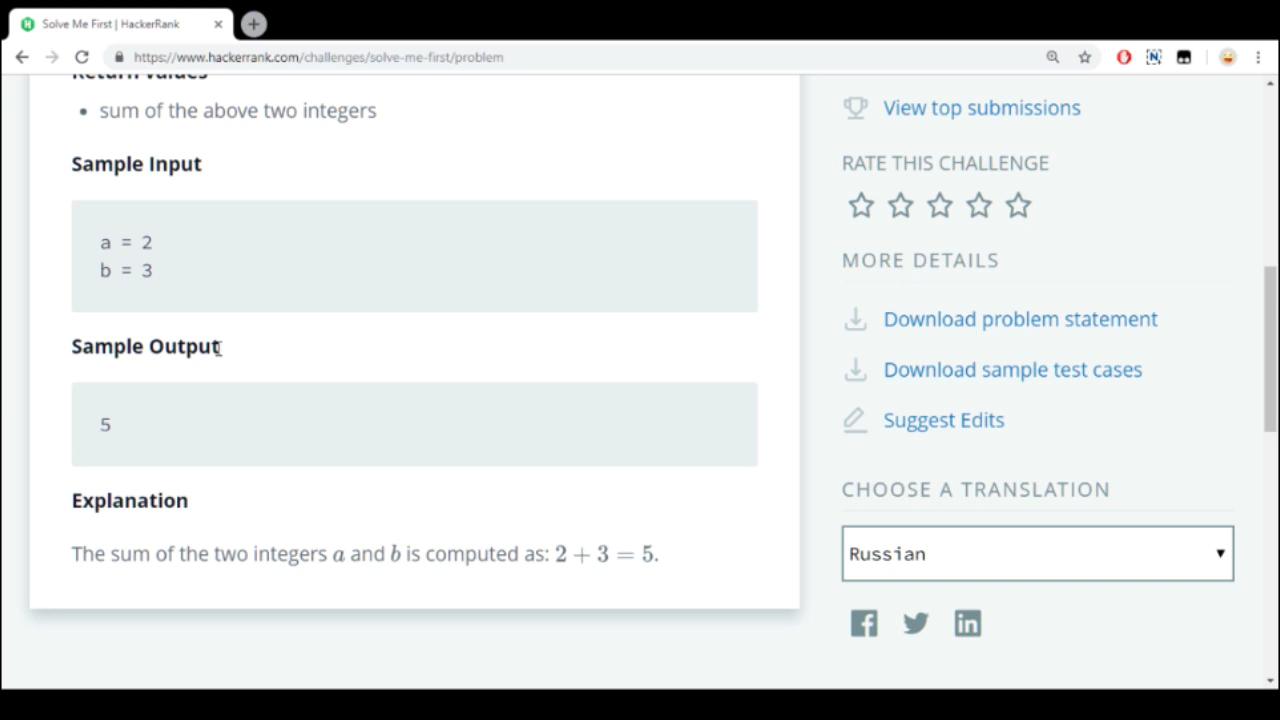 Solve Me First | HackerRank
https://www.hackerrank.com/challenges/solve-me-first/problem
Return Values
sum of the above two integers
Sample Input
a = 2
b = 3
Sample Output
5
Explanation
The sum of the two integers a and b is computed as: 2 + 3 = 5.
View top submissions
RATE THIS CHALLENGE
MORE DETAILS
Download problem statement
Download sample test cases
Suggest Edits
CHOOSE A TRANSLATION
Russian